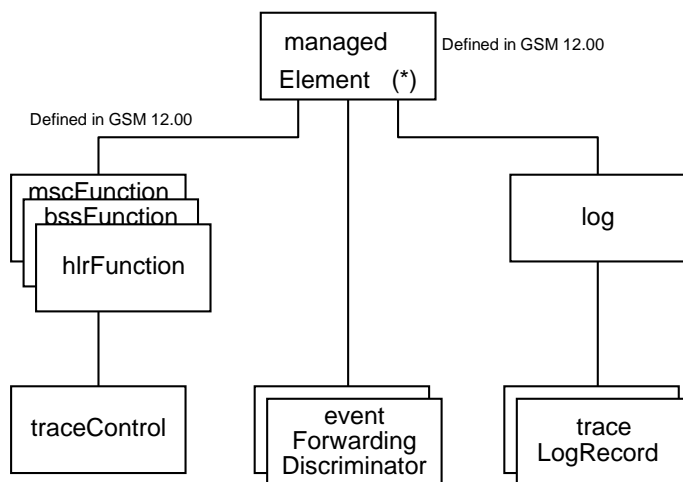 managed
Element (*)
Defined in GSM 12.00
Defined in GSM 12.00
mscFunction
bssFunction
hlrFunction
log
traceControl
event
Forwarding
Discriminator
trace
LogRecord